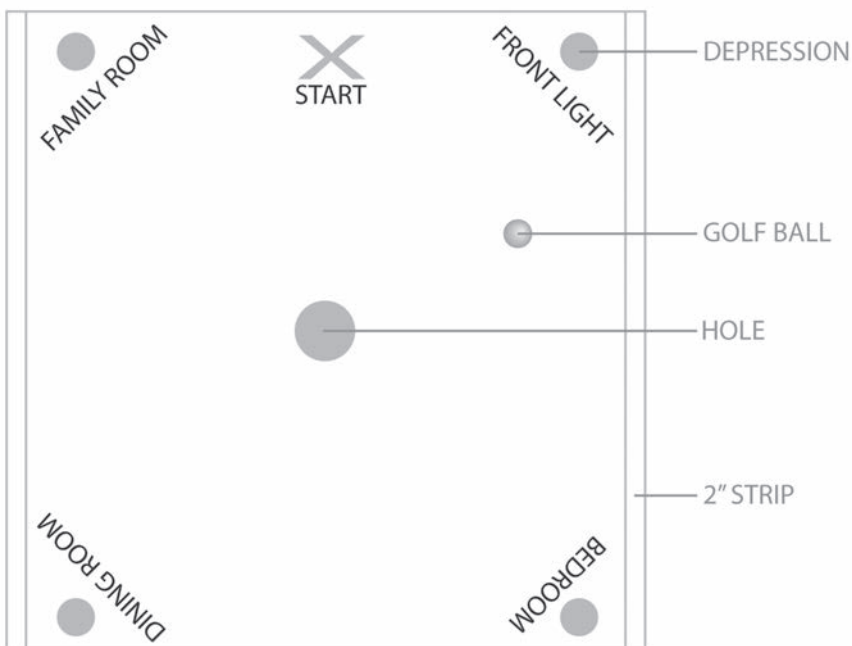 FAMILY ROOM
START
FRONT LIGHT
DEPRESSION
GOLF BALL
HOLE
2" STRIP
DINING ROOM
BEDROOM